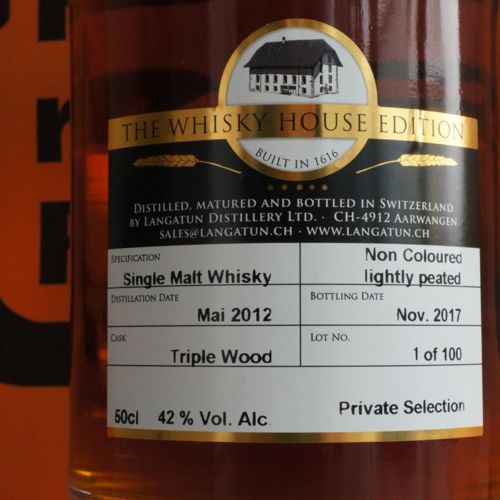 THE WHISKY HOUSE EDITION
BUILT IN 1616
DISTILLED, MATURED AND BOTTLED IN SWITZERLAND
BY LANGATUN DISTILLERY LTD. · CH-4912 AARWANGEN
SALES@LANGATUN.CH · WWW.LANGATUN.CH
SPECIFICATION
Single Malt Whisky
Non Coloured
lightly peated
DISTILLATION DATE
Mai 2012
BOTTLING DATE
Nov. 2017
CASK
Triple Wood
LOT NO.
1 of 100
50cl 42 % Vol. Alc.
Private Selection